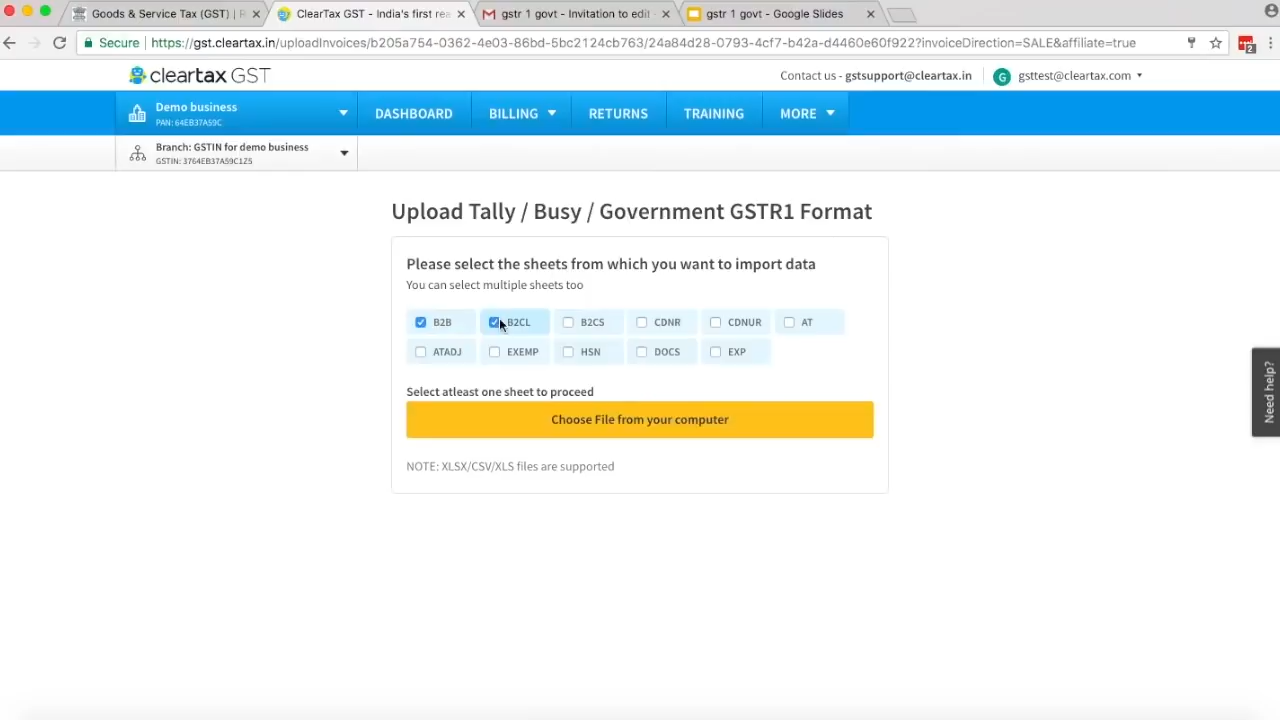 Goods & Service Tax (GST) | R
ClearTax GST - India's first rea
gstr 1 govt - Invitation to edit -
gstr 1 govt - Google Slides
Secure
https://gst.cleartax.in/uploadInvoices/b205a754-0362-4e03-86bd-5bc2124cb763/24a84d28-0793-4cf7-b42a-d4460e60f922?invoiceDirection=SALE&affiliate=true
2
cleartax GST
Contact us - gstsupport@cleartax.in
G
gsttest@cleartax.com
Demo business
PAN: 64EB37A59C
DASHBOARD
BILLING
RETURNS
TRAINING
MORE
Branch: GSTIN for demo business
GSTIN: 3764EB37A59C1Z5
Upload Tally / Busy / Government GSTR1 Format
Please select the sheets from which you want to import data
You can select multiple sheets too
B2B
B2CL
B2CS
CDNR
CDNUR
AT
ATADJ
EXEMP
HSN
DOCS
EXP
Select atleast one sheet to proceed
Choose File from your computer
NOTE: XLSX/CSV/XLS files are supported
Need help?